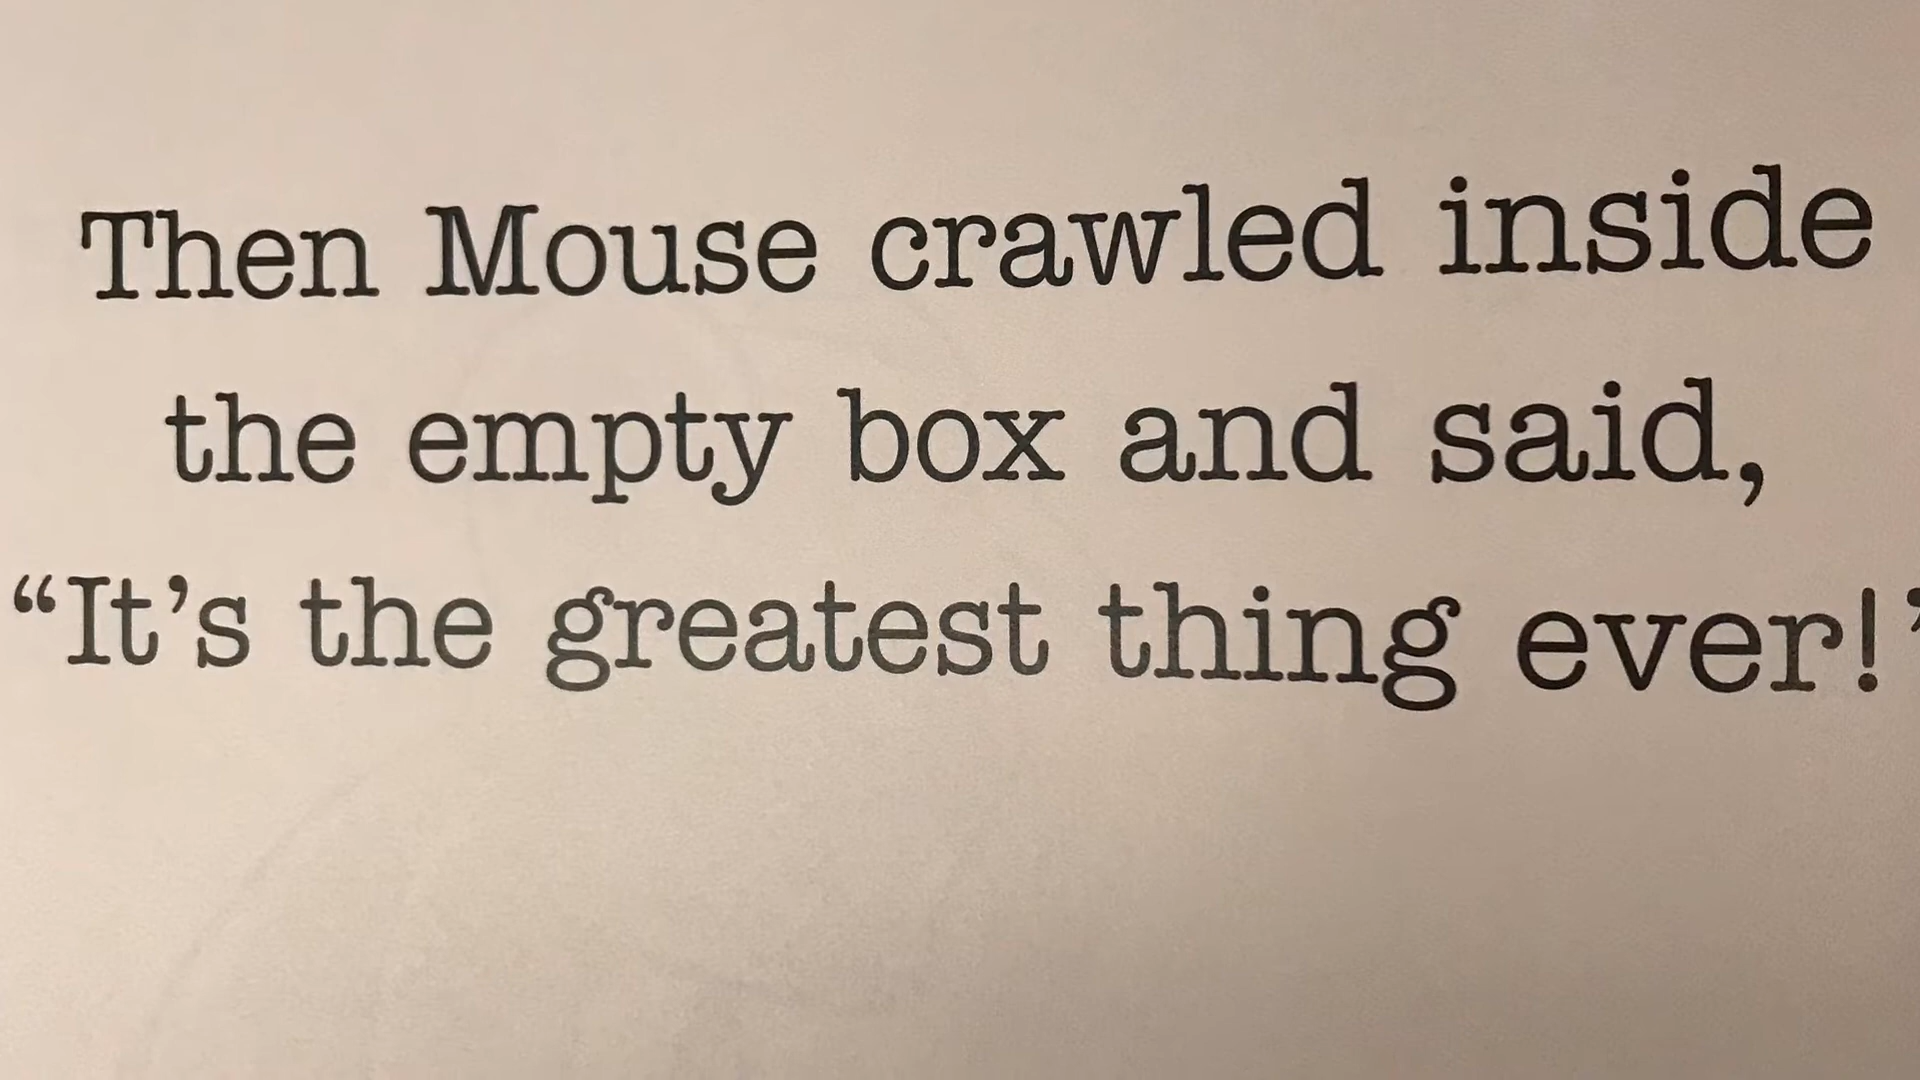 Then Mouse crawled inside
the empty box and said,
“It’s the greatest thing ever!”